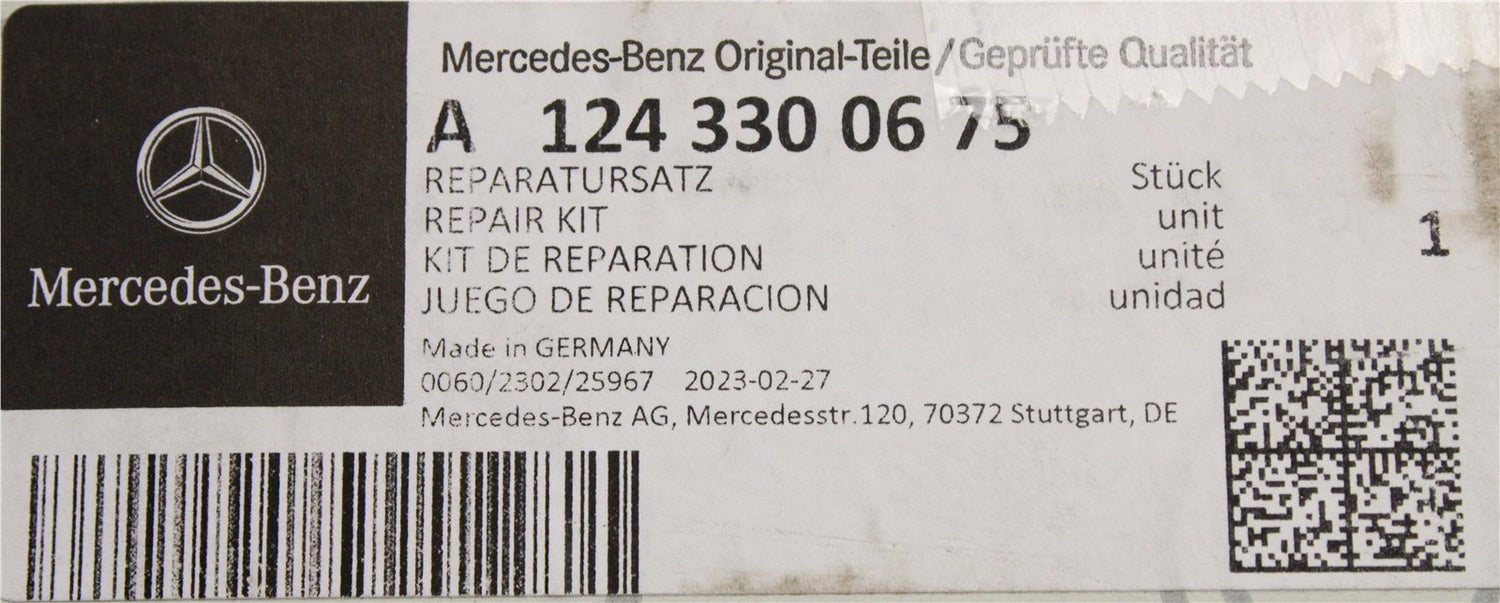 Mercedes-Benz
Mercedes-Benz Original-Teile/Geprüfte Qualität
A 124 330 06 75
REPARATURSATZ
REPAIR KIT
KIT DE REPARATION
JUEGO DE REPARACION
Stück
unit
unité
unidad
1
Made in GERMANY
0060/2302/25967 2023-02-27
Mercedes-Benz AG, Mercedesstr.120, 70372 Stuttgart, DE